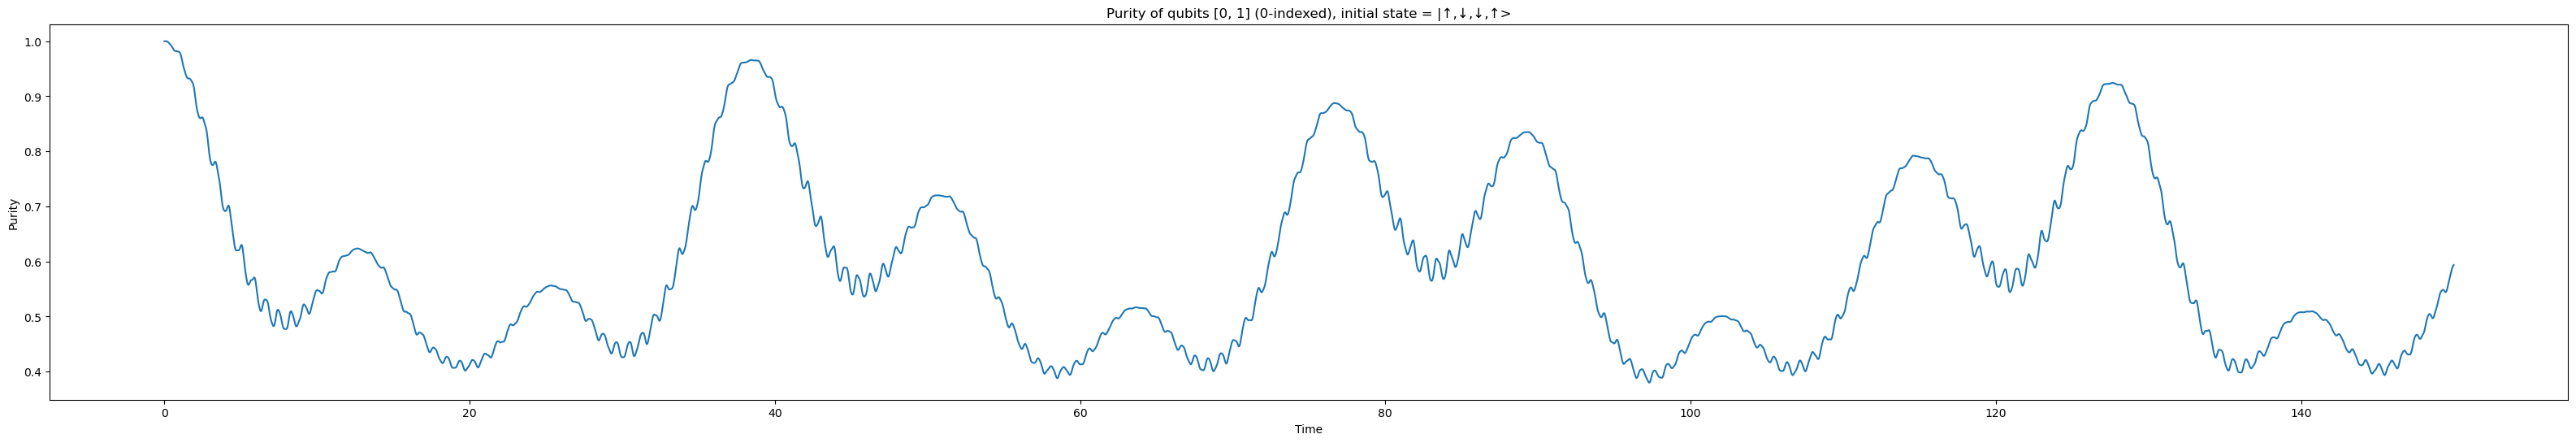 Purity of qubits [0, 1] (0-indexed), initial state = |↑,↓,↓,↑>
Purity
1.0
0.9
0.8
0.7
0.6
0.5
0.4
0 20 40 60 80 100 120 140
Time